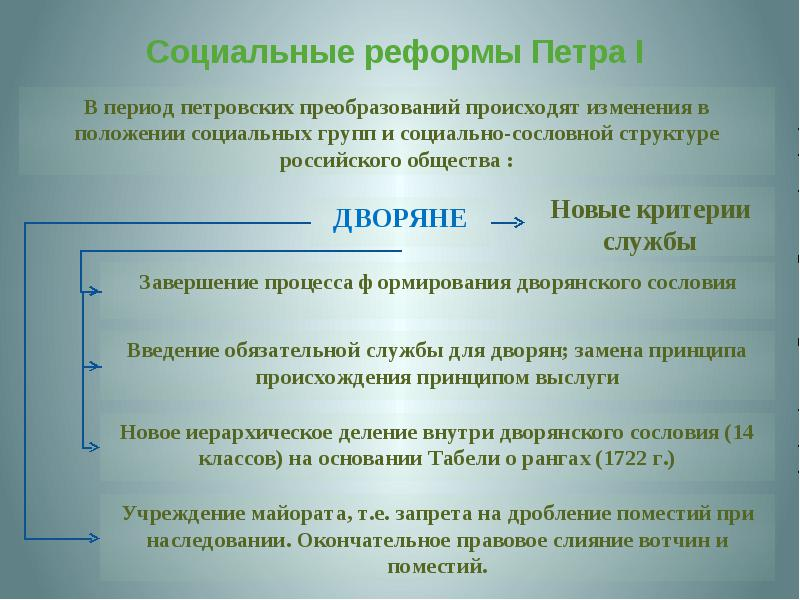 Социальные реформы Петра I
В период петровских преобразований происходят изменения в
положении социальных групп и социально-сословной структуре
российского общества :
ДВОРЯНЕ
Новые критерии
службы
Завершение процесса ф ормирования дворянского сословия
Введение обязательной службы для дворян; замена принципа
происхождения принципом выслуги
Новое иерархическое деление внутри дворянского сословия (14
классов) на основании Табели о рангах (1722 г.)
Учреждение майората, т.е. запрета на дробление поместий при
наследовании. Окончательное правовое слияние вотчин и
поместий.